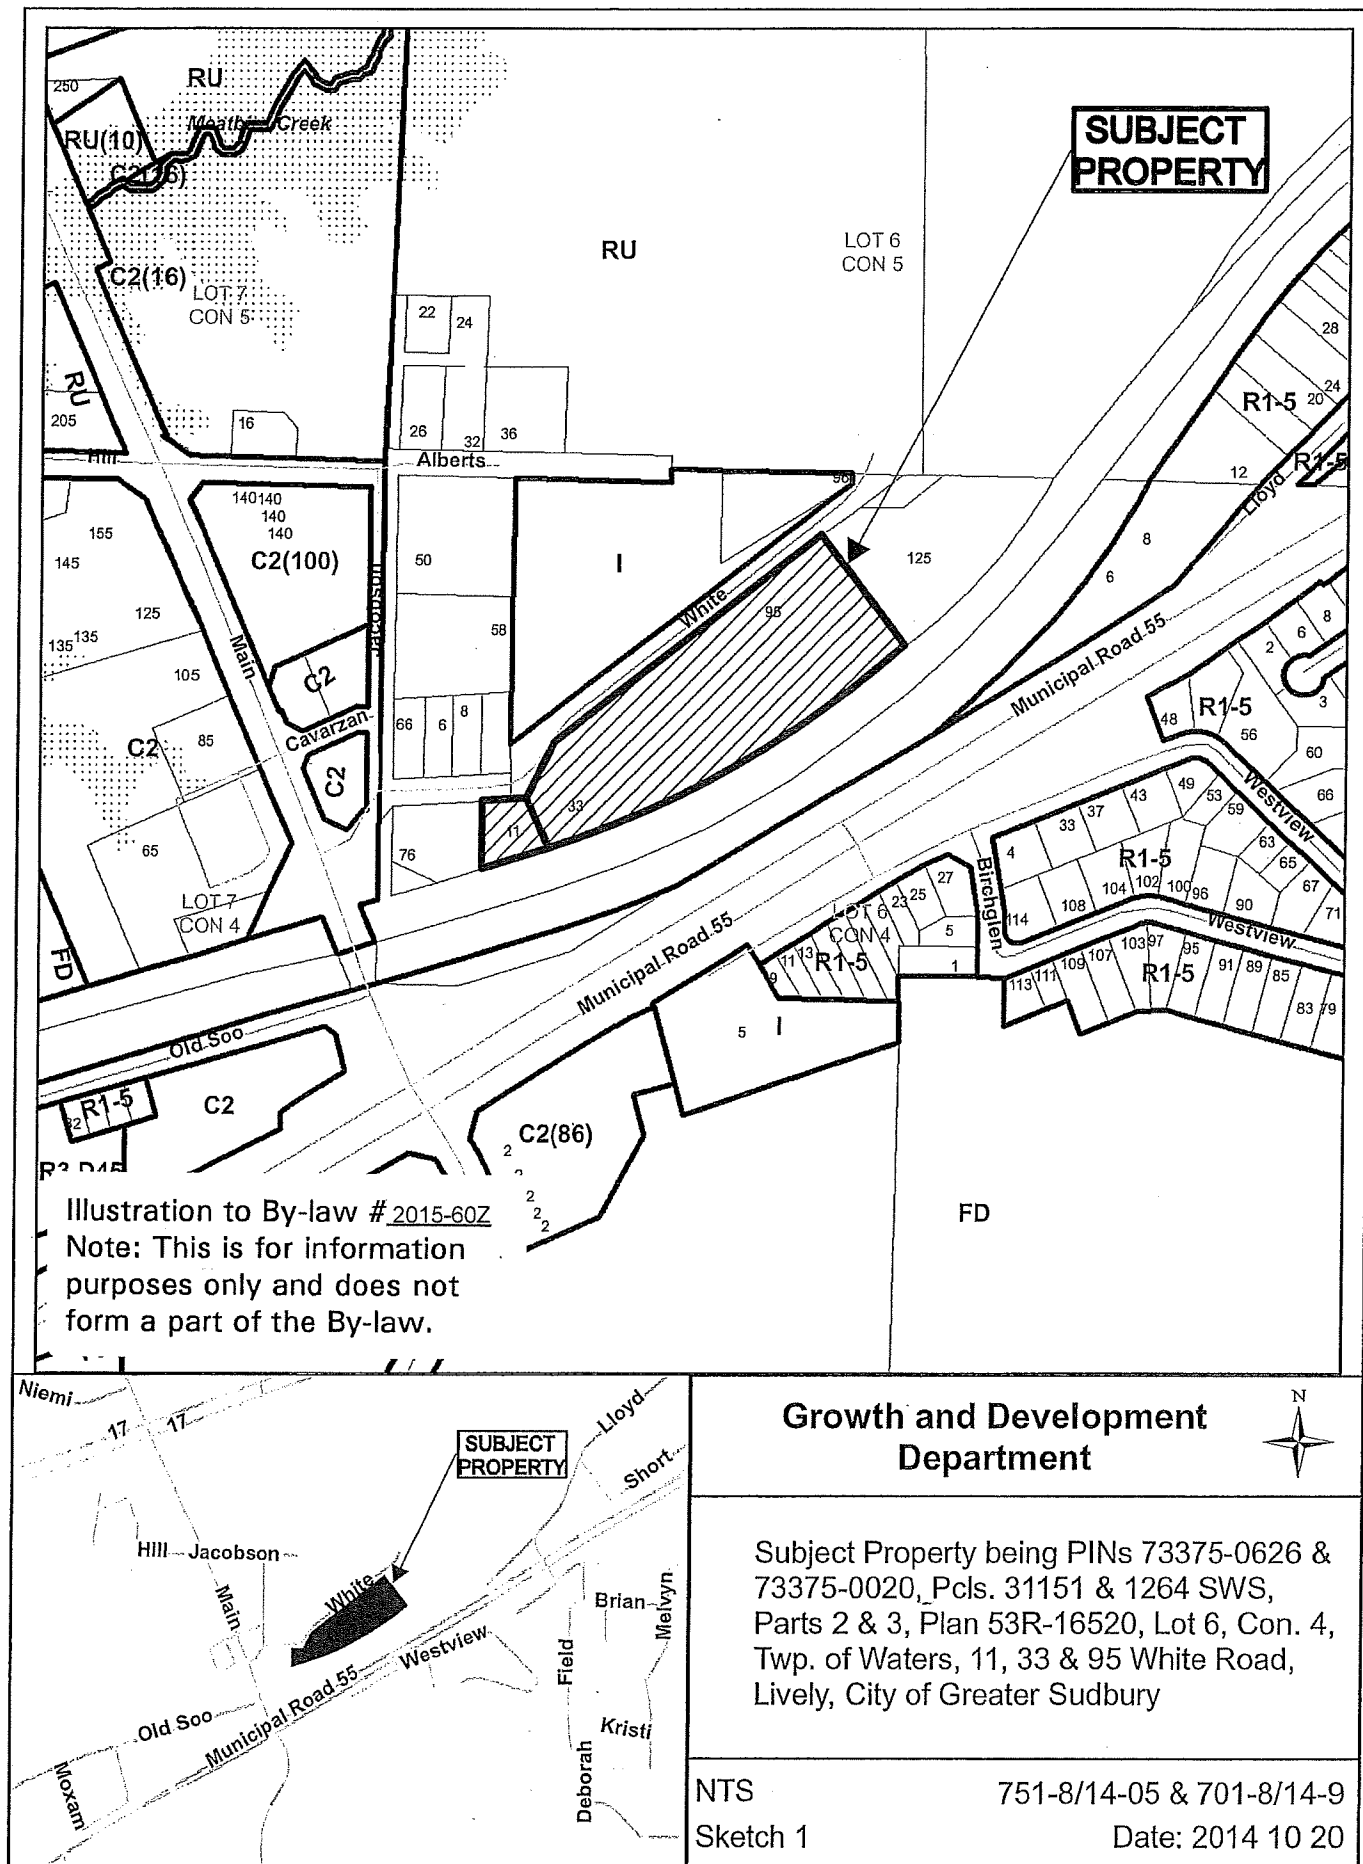 RU
250
Meatbird Creek
RU(10)
C2(16)
SUBJECT
PROPERTY
RU
LOT 6
CON 5
C2(16)
LOT 7
CON 5
22
24
28
RU
R1-5
20
24
205
16
26
32
36
Hill
Alberts
12
R1-5
96
Lloyd
140 140
140
140
155
C2(100)
50
I
125
8
145
6
Jacobson
White
95
125
58
135 135
Main
Municipal Road 55
8
6
2
105
C2
3
66
6
8
48
R1-5
56
C2
85
Cavarzan
60
C2
49
53
59
Westview
66
43
33
11
37
33
63
65
67
71
65
76
4
R1-5
Birchglen
27
25
23
102
104
100
96
90
108
114
LOT 7
CON 4
LOT 6
CON 4
5
Westview
FD
Municipal Road 55
13
11
9
R1-5
1
103
97
95
107
109
111
113
R1-5
91
89
85
83
79
5
I
Old Soo
R1-5
C2
C2(86)
2
2
2
2
2
FD
R3.D45
Illustration to By-law # 2015-60Z
Note: This is for information
purposes only and does not
form a part of the By-law.
Niemi
17
17
Lloyd
SUBJECT
PROPERTY
Short
Hill
Jacobson
Main
White
Brian
Melvyn
Westview
Field
Municipal Road 55
Old Soo
Kristi
Moxam
Deborah
Growth and Development
Department
N
Subject Property being PINs 73375-0626 &
73375-0020, Pcls. 31151 & 1264 SWS,
Parts 2 & 3, Plan 53R-16520, Lot 6, Con. 4,
Twp. of Waters, 11, 33 & 95 White Road,
Lively, City of Greater Sudbury
NTS
751-8/14-05 & 701-8/14-9
Sketch 1
Date: 2014 10 20